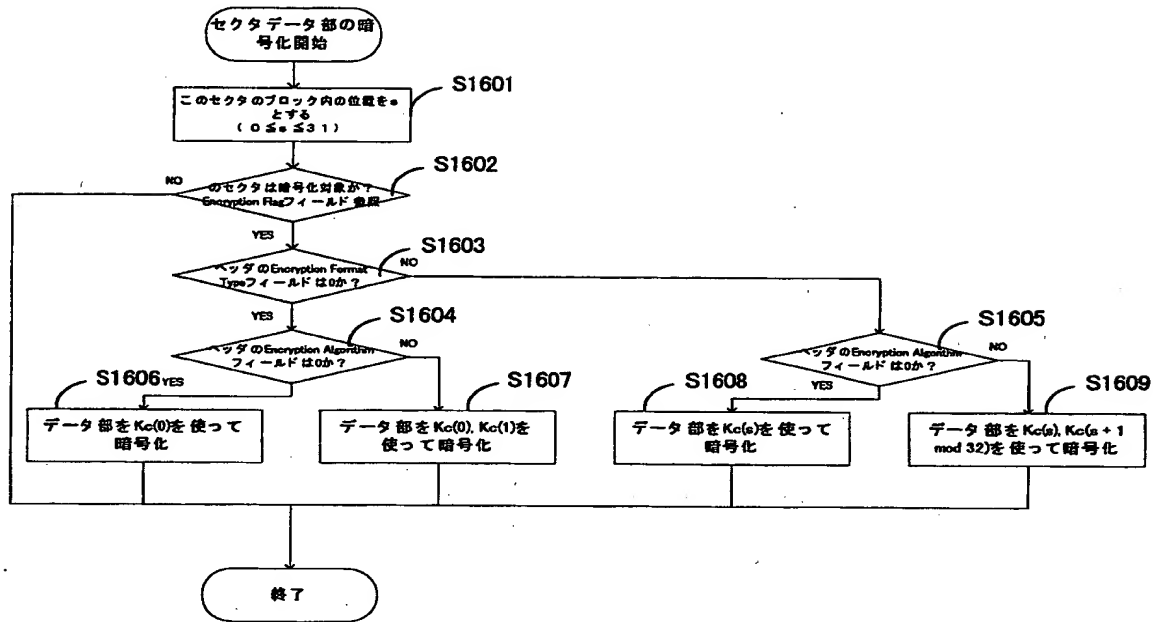 セクタデータ部の暗
号化開始
S1601
このセクタのブロック内の位置をs
とする
( 0 ≦s ≦3 1 )
S1602
NO
のセクタは暗号化対象か?
Encryption Flagフィールド 参照
YES
S1603
ヘッダのEncryption Format
Typeフィールド は0か?
NO
YES
S1604
ヘッダのEncryption Algorithm
フィールド は0か?
NO
S1605
ヘッダのEncryption Algorithm
フィールド は0か?
NO
S1606
YES
データ 部をKc(0)を 使って
暗号化
S1607
データ 部をKc(0), Kc(1)を
使って暗号化
S1608
YES
データ 部をKc(s)を 使って
暗号化
S1609
データ 部をKc(s), Kc(s + 1
mod 32)を 使って暗号化
終了